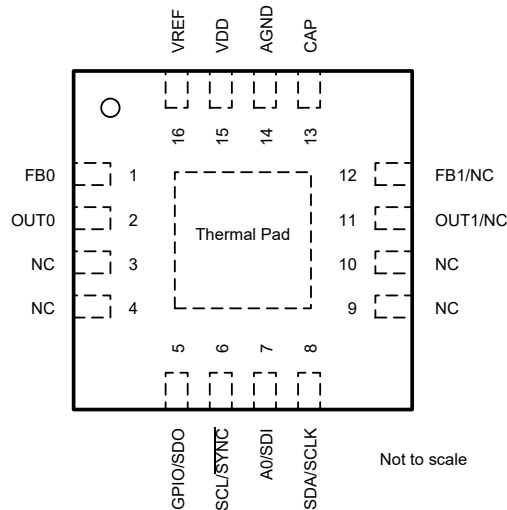 VREF
VDD
AGND
CAP
16
15
14
13
FB0
1
12
FB1/NC
OUT0
2
11
OUT1/NC
Thermal Pad
NC
3
10
NC
NC
4
9
NC
5
6
7
8
GPIO/SDO
SCL/SYNC
A0/SDI
SDA/SCLK
Not to scale